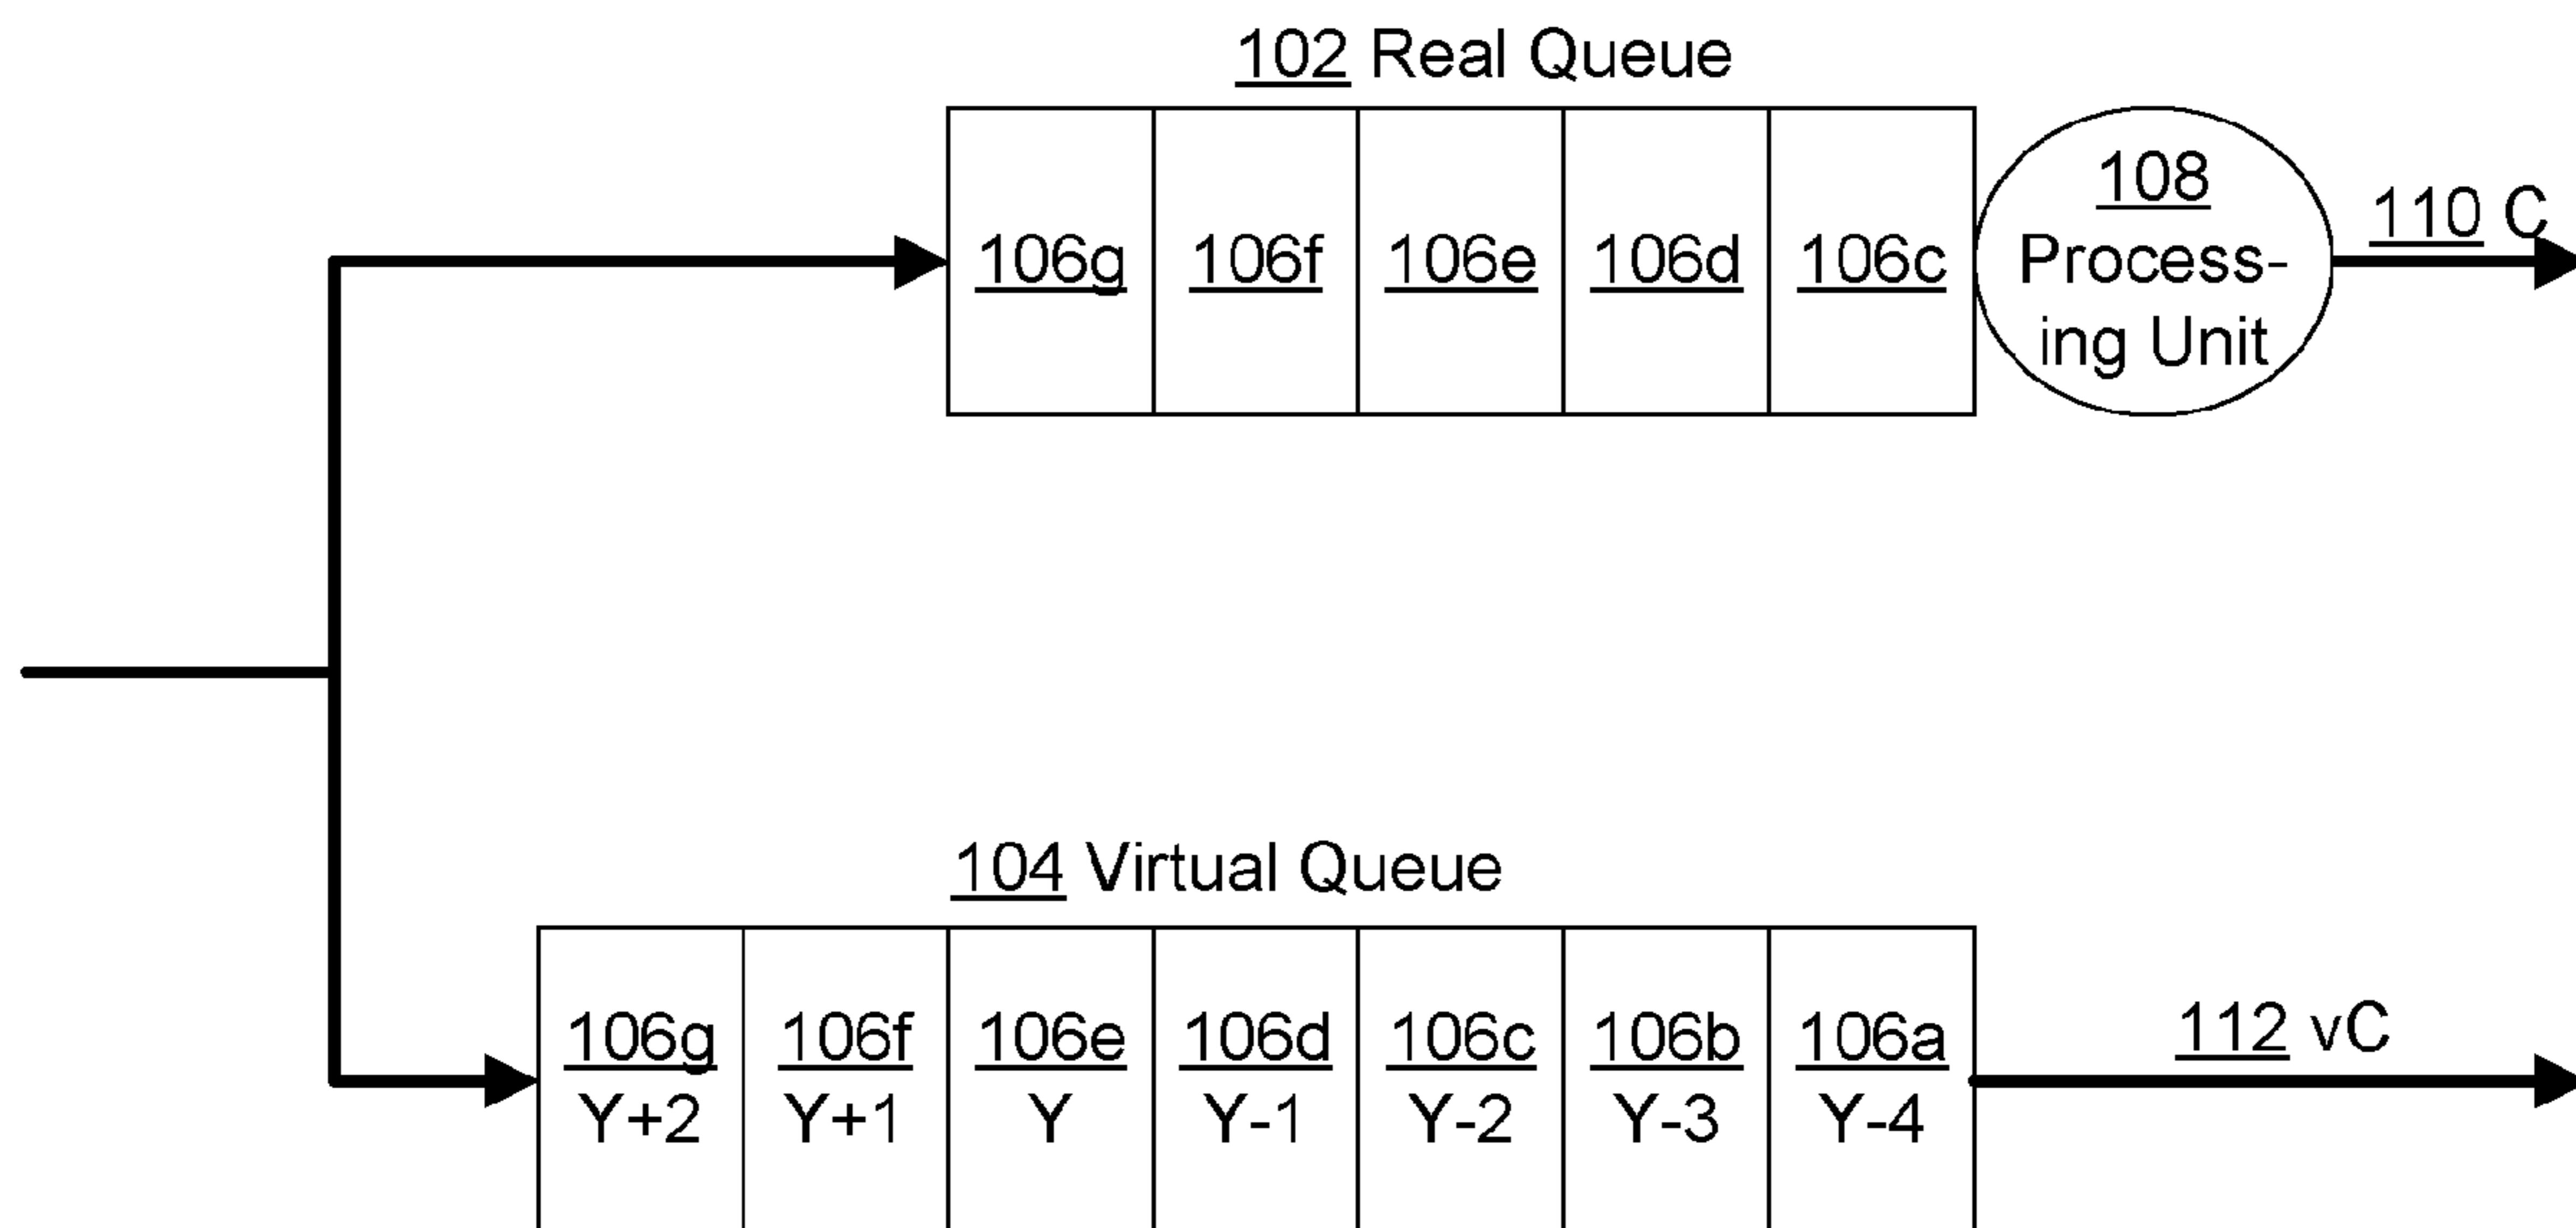 102 Real Queue
106g 106f 106e 106d 106c
108
Process-
ing Unit
110 C
104 Virtual Queue
106g 106f 106e 106d 106c 106b 106a
Y+2 Y+1 Y Y-1 Y-2 Y-3 Y-4
112 vC